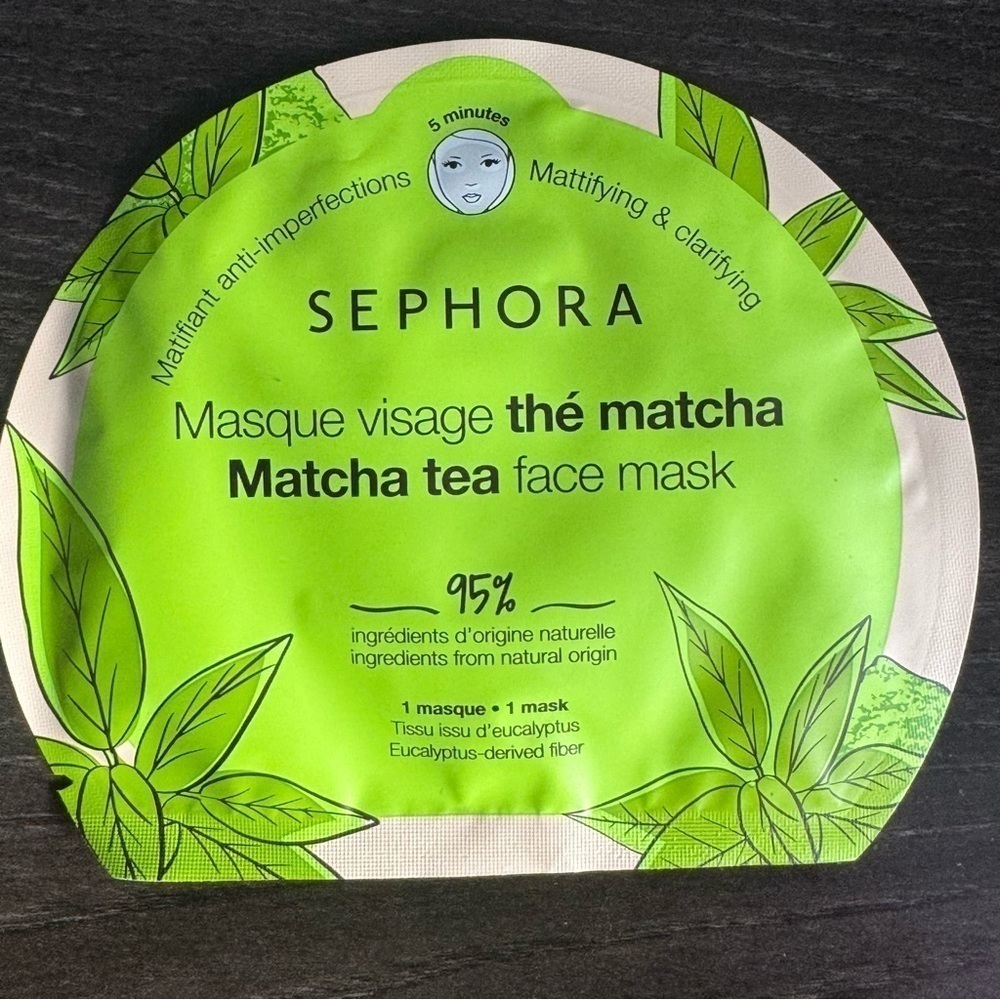 5 minutes
Matifiant anti-imperfections
Mattifying & clarifying
SEPHORA
Masque visage thé matcha
Matcha tea face mask
95%
ingrédients d'origine naturelle
ingredients from natural origin
1 masque • 1 mask
Tissu issu d'eucalyptus
Eucalyptus-derived fiber